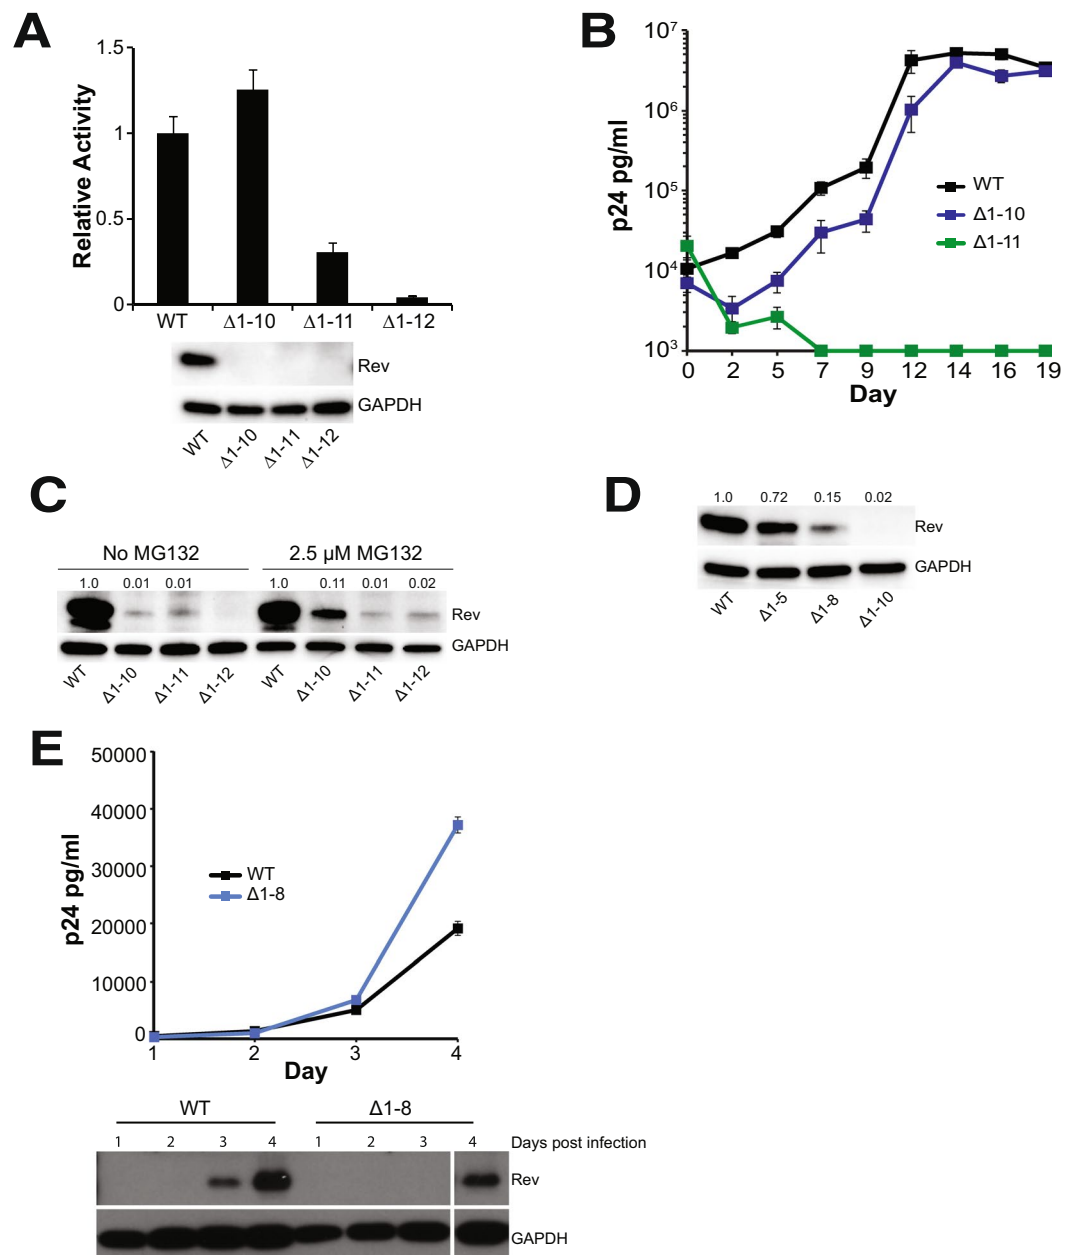 A
1.5
1
0.5
0
Relative Activity
WT Δ1-10 Δ1-11 Δ1-12
Rev
GAPDH
WT Δ1-10 Δ1-11 Δ1-12
B
10⁷
10⁶
10⁵
10⁴
10³
p24 pg/ml
WT
Δ1-10
Δ1-11
0 2 5 7 9 12 14 16 19
Day
C
No MG132 2.5 µM MG132
1.0 0.01 0.01 1.0 0.11 0.01 0.02
Rev
GAPDH
WT Δ1-10 Δ1-11 Δ1-12 WT Δ1-10 Δ1-11 Δ1-12
D
1.0 0.72 0.15 0.02
Rev
GAPDH
WT Δ1-5 Δ1-8 Δ1-10
E
50000
40000
30000
20000
10000
0
p24 pg/ml
WT
Δ1-8
1 2 3 4
Day
WT Δ1-8
1 2 3 4 1 2 3 4 Days post infection
Rev
GAPDH